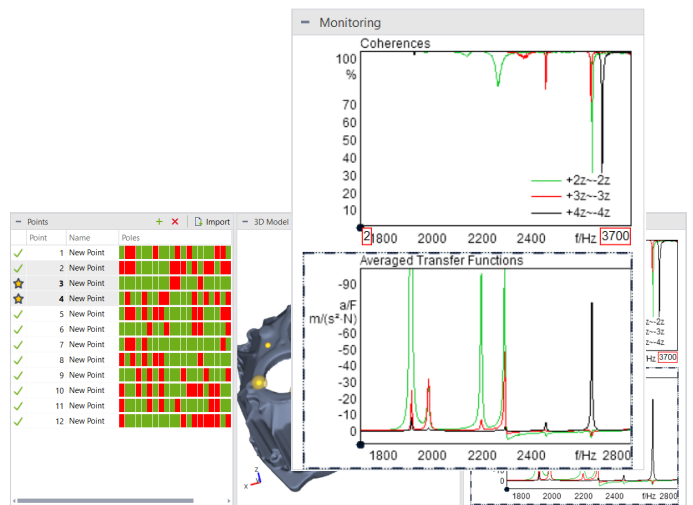 Monitoring
Coherences
100
%
70
60
50
40
30
20
10
+2z~-2z
+3z~-3z
+4z~-4z
2 1800 2000 2200 2400 f/Hz 3700
Averaged Transfer Functions
-90
a/F
m/(s²·N)
-60
-50
-40
-30
-20
-10
0
1800 2000 2200 2400 f/Hz 2800
Points
Import
Point Name Poles
1 New Point
2 New Point
3 New Point
4 New Point
5 New Point
6 New Point
7 New Point
8 New Point
9 New Point
10 New Point
11 New Point
12 New Point
3D Model
z
x
z~-2z
z~-3z
z~-4z
/Hz 3700
0
1800 2000 2200 2400 f/Hz 2800